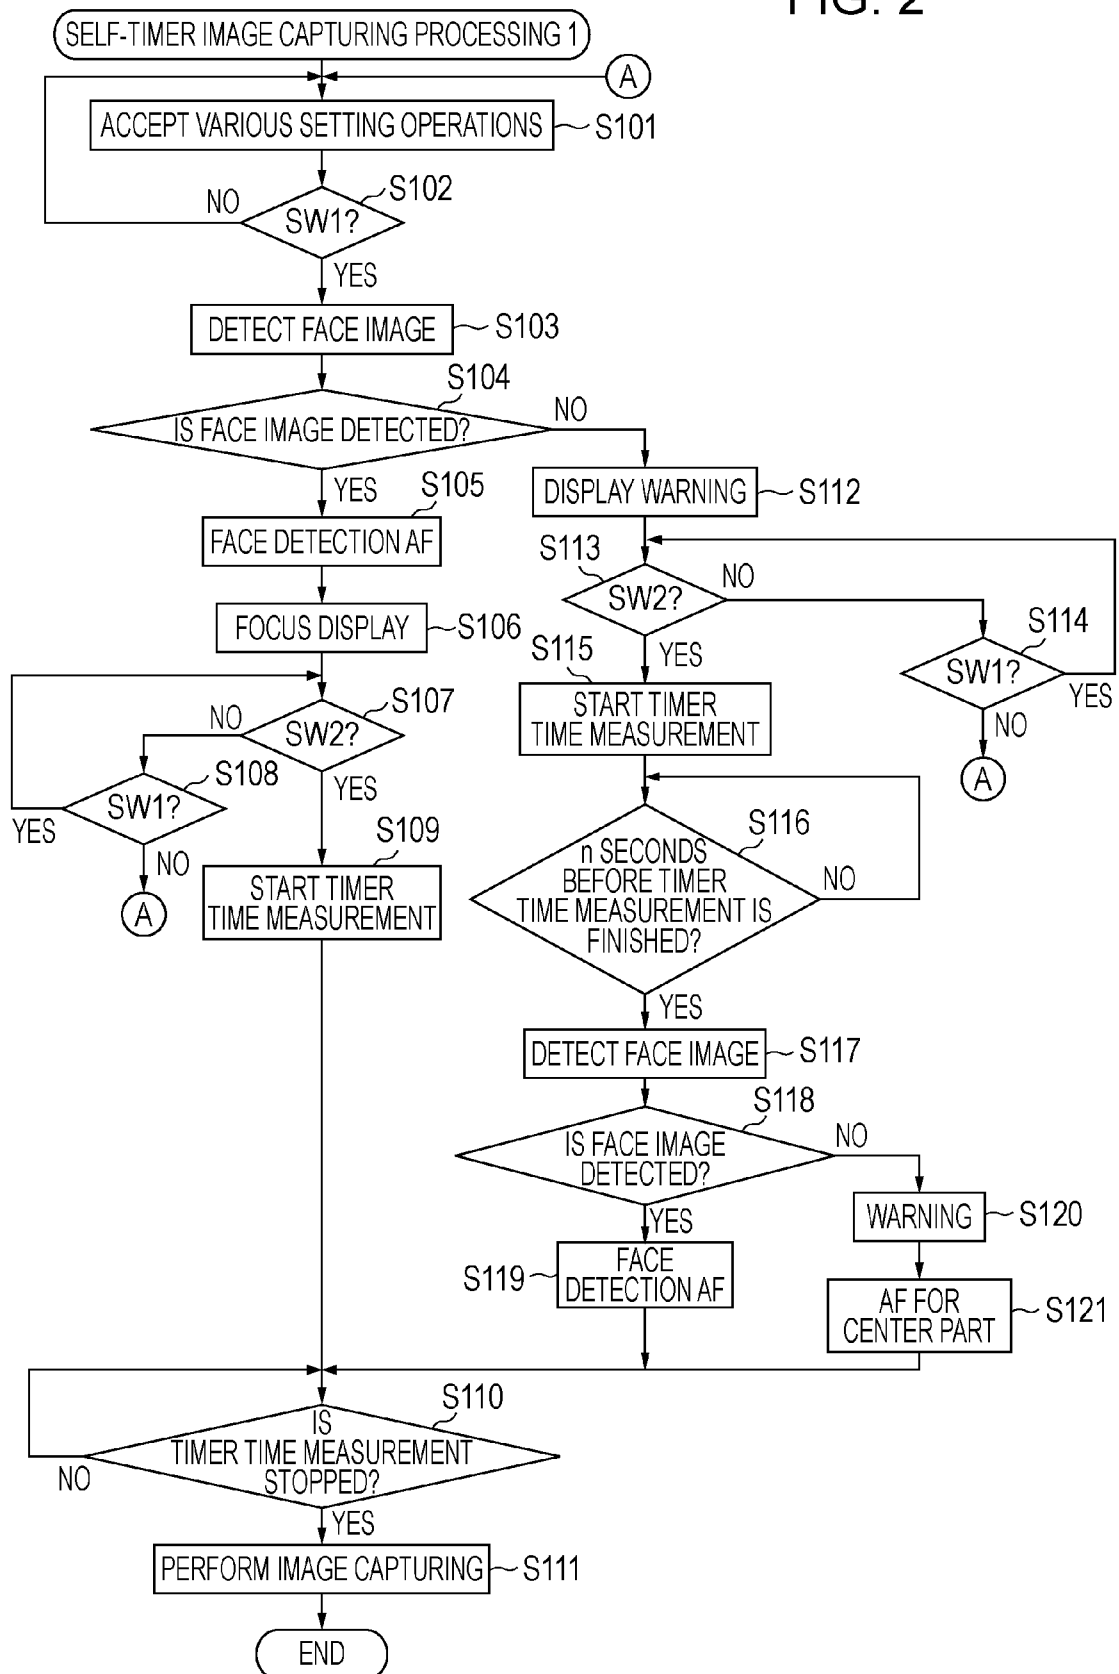 FIG. 2
SELF-TIMER IMAGE CAPTURING PROCESSING 1
A
ACCEPT VARIOUS SETTING OPERATIONS
S101
S102
NO
SW1?
YES
DETECT FACE IMAGE
S103
S104
IS FACE IMAGE DETECTED?
NO
YES
S105
FACE DETECTION AF
FOCUS DISPLAY
S106
S107
NO
SW2?
YES
S108
SW1?
YES
NO
A
S109
START TIMER
TIME MEASUREMENT
DISPLAY WARNING
S112
S113
SW2?
NO
YES
S114
SW1?
YES
NO
A
S115
START TIMER
TIME MEASUREMENT
S116
n SECONDS
BEFORE TIMER
TIME MEASUREMENT IS
FINISHED?
NO
YES
DETECT FACE IMAGE
S117
S118
IS FACE IMAGE
DETECTED?
NO
YES
S119
FACE
DETECTION AF
WARNING
S120
AF FOR
CENTER PART
S121
S110
IS
TIMER TIME MEASUREMENT
STOPPED?
NO
YES
PERFORM IMAGE CAPTURING
S111
END